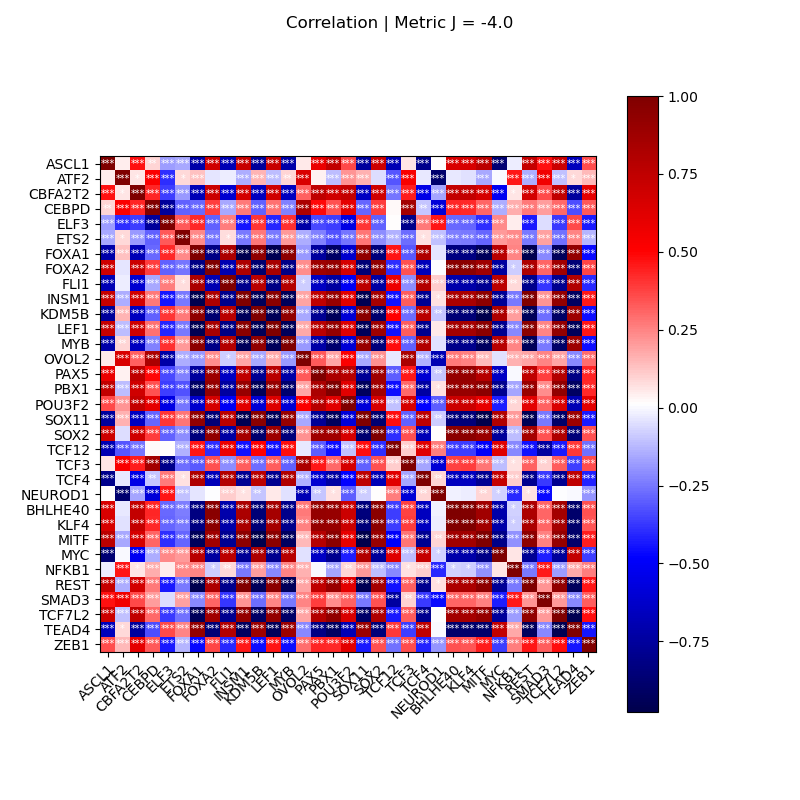 Correlation | Metric J = -4.0
ASCL1
ATF2
CBFA2T2
CEBPD
ELF3
ETS2
FOXA1
FOXA2
FLI1
INSM1
KDM5B
LEF1
MYB
OVOL2
PAX5
PBX1
POU3F2
SOX11
SOX2
TCF12
TCF3
TCF4
NEUROD1
BHLHE40
KLF4
MITF
MYC
NFKB1
REST
SMAD3
TCF7L2
TEAD4
ZEB1
ASCL1
ATF2
CBFA2T2
CEBPD
ELF3
ETS2
FOXA1
FOXA2
FLI1
INSM1
KDM5B
LEF1
MYB
OVOL2
PAX5
PBX1
POU3F2
SOX11
SOX2
TCF12
TCF3
TCF4
NEUROD1
BHLHE40
KLF4
MITF
MYC
NFKB1
REST
SMAD3
TCF7L2
TEAD4
ZEB1
1.00
0.75
0.50
0.25
0.00
−0.25
−0.50
−0.75